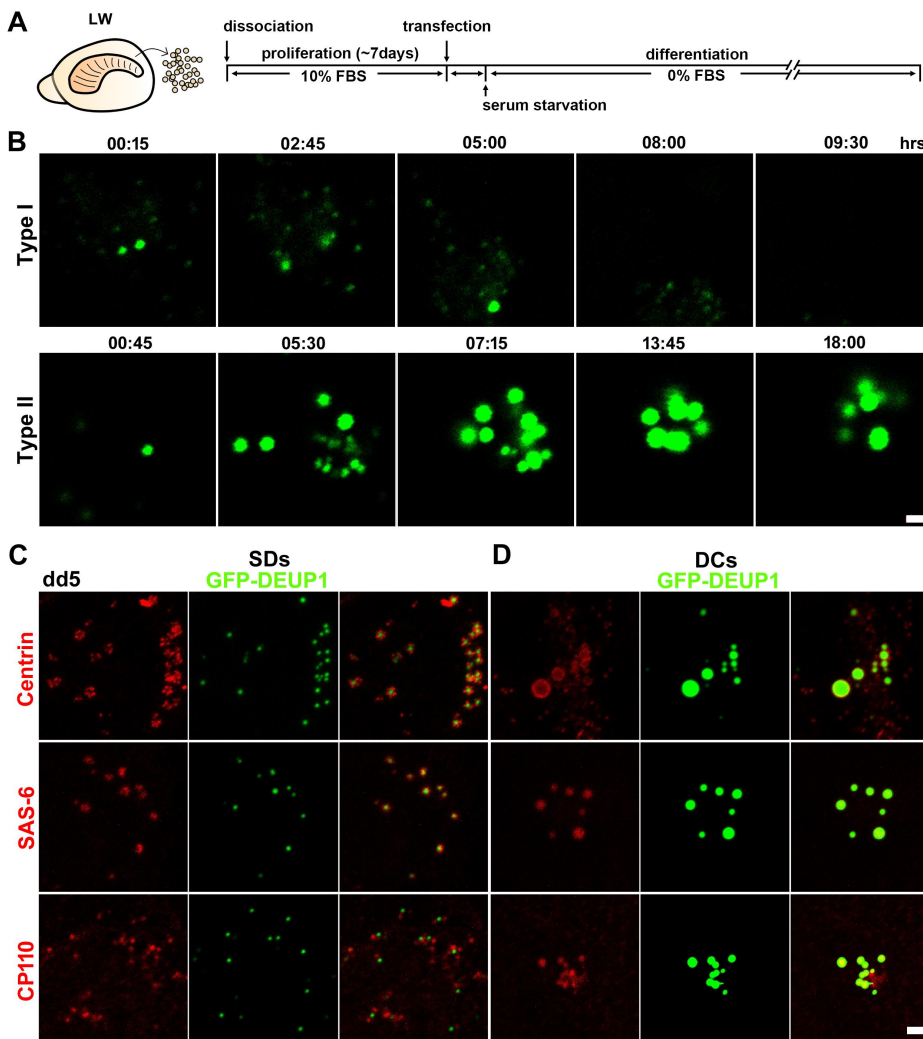 A
LW
dissociation
transfection
proliferation (~7days)
differentiation
10% FBS
0% FBS
serum starvation
B
00:15 02:45 05:00 08:00 09:30 hrs
Type I
00:45 05:30 07:15 13:45 18:00
Type II
C SDs D DCs
dd5 GFP-DEUP1 GFP-DEUP1
Centrin
SAS-6
CP110